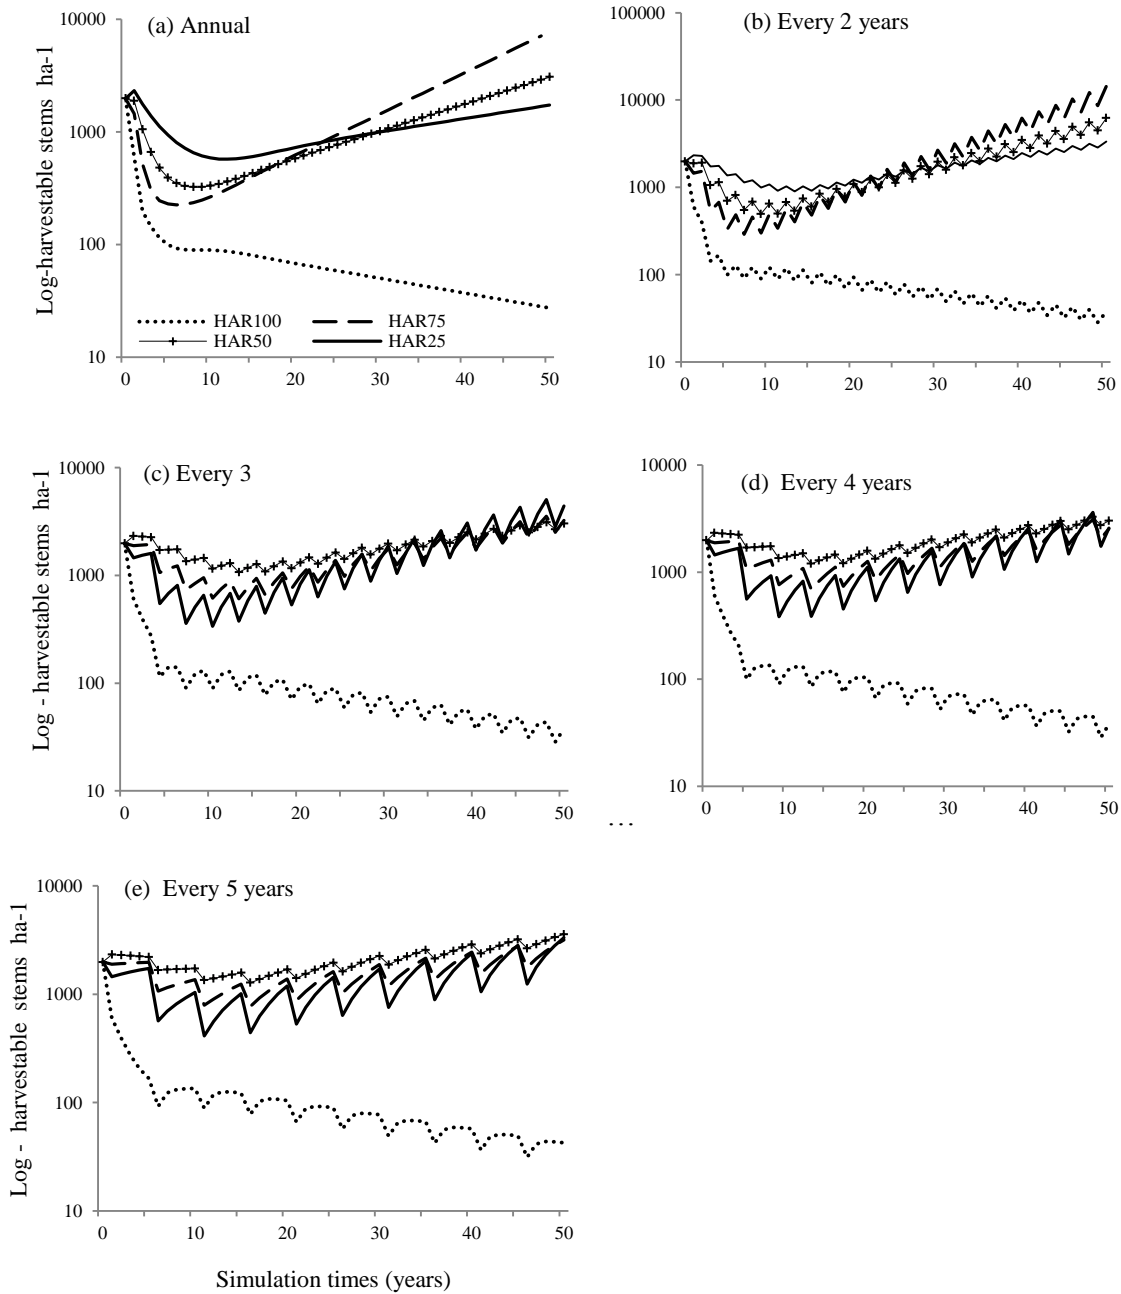 (a) Annual
Log-harvestable stems ha-1
10000
1000
100
10
0 10 20 30 40 50
HAR100 HAR75
HAR50 HAR25
(b) Every 2 years
100000
10000
1000
100
10
0 10 20 30 40 50
(c) Every 3
Log - harvestable stems ha-1
10000
1000
100
10
0 10 20 30 40 50
(d) Every 4 years
10000
1000
100
10
0 10 20 30 40 50
...
(e) Every 5 years
Log - harvestable stems ha-1
10000
1000
100
10
0 10 20 30 40 50
Simulation times (years)